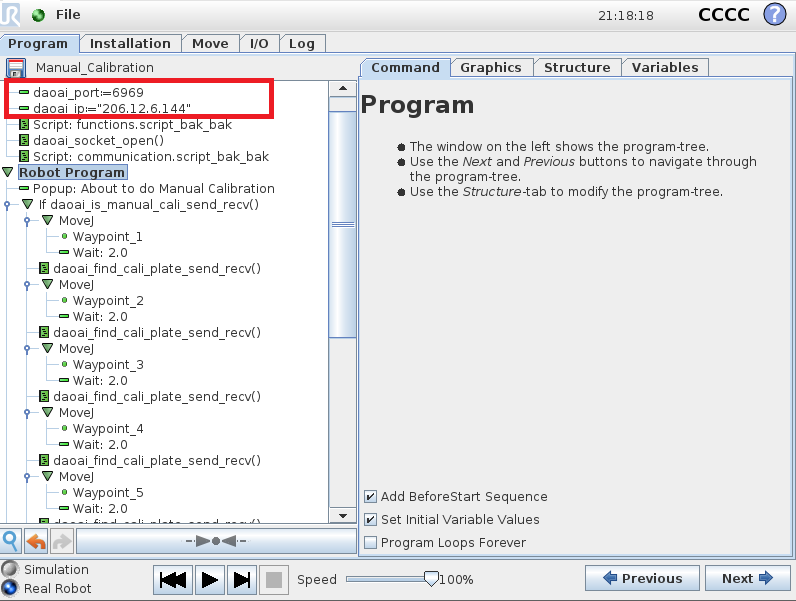 File
21:18:18
CCCC
?
Program
Installation
Move
I/O
Log
Manual_Calibration
daoai_port:=6969
daoai_ip:="206.12.6.144"
Script: functions.script_bak_bak
daoai_socket_open()
Script: communication.script_bak_bak
Robot Program
Popup: About to do Manual Calibration
If daoai_is_manual_cali_send_recv()
MoveJ
Waypoint_1
Wait: 2.0
daoai_find_cali_plate_send_recv()
MoveJ
Waypoint_2
Wait: 2.0
daoai_find_cali_plate_send_recv()
MoveJ
Waypoint_3
Wait: 2.0
daoai_find_cali_plate_send_recv()
MoveJ
Waypoint_4
Wait: 2.0
daoai_find_cali_plate_send_recv()
MoveJ
Waypoint_5
Wait: 2.0
daoai_find_cali_plate_send_recv()
Command
Graphics
Structure
Variables
Program
The window on the left shows the program-tree.
Use the Next and Previous buttons to navigate through
the program-tree.
Use the Structure-tab to modify the program-tree.
Add BeforeStart Sequence
Set Initial Variable Values
Program Loops Forever
Simulation
Real Robot
Speed
100%
Previous
Next